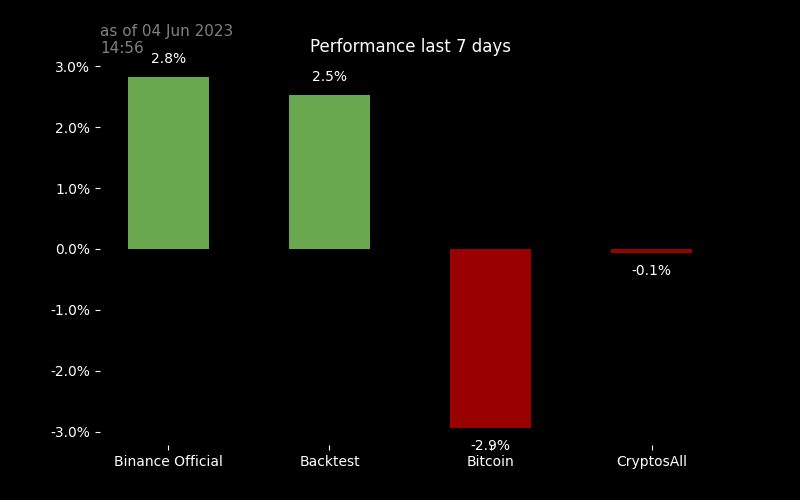 as of 04 Jun 2023
14:56
Performance last 7 days
3.0%
2.0%
1.0%
0.0%
-1.0%
-2.0%
-3.0%
2.8%
2.5%
-2.9%
-0.1%
Binance Official
Backtest
Bitcoin
CryptosAll